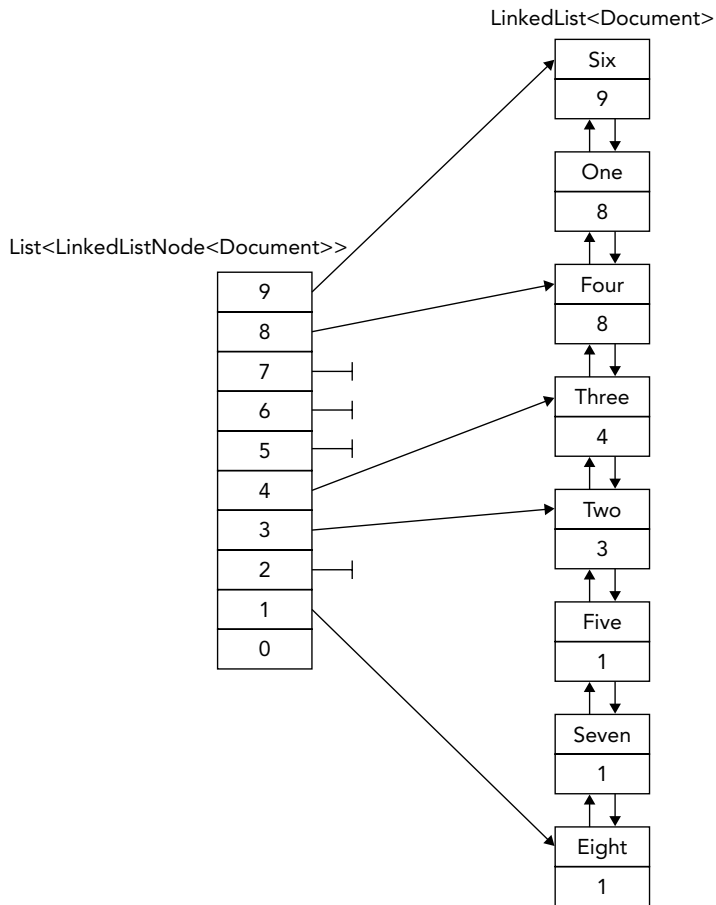 LinkedList<Document>
Six
9
One
8
List<LinkedListNode<Document>>
9
8
7
6
5
4
3
2
1
0
Four
8
Three
4
Two
3
Five
1
Seven
1
Eight
1